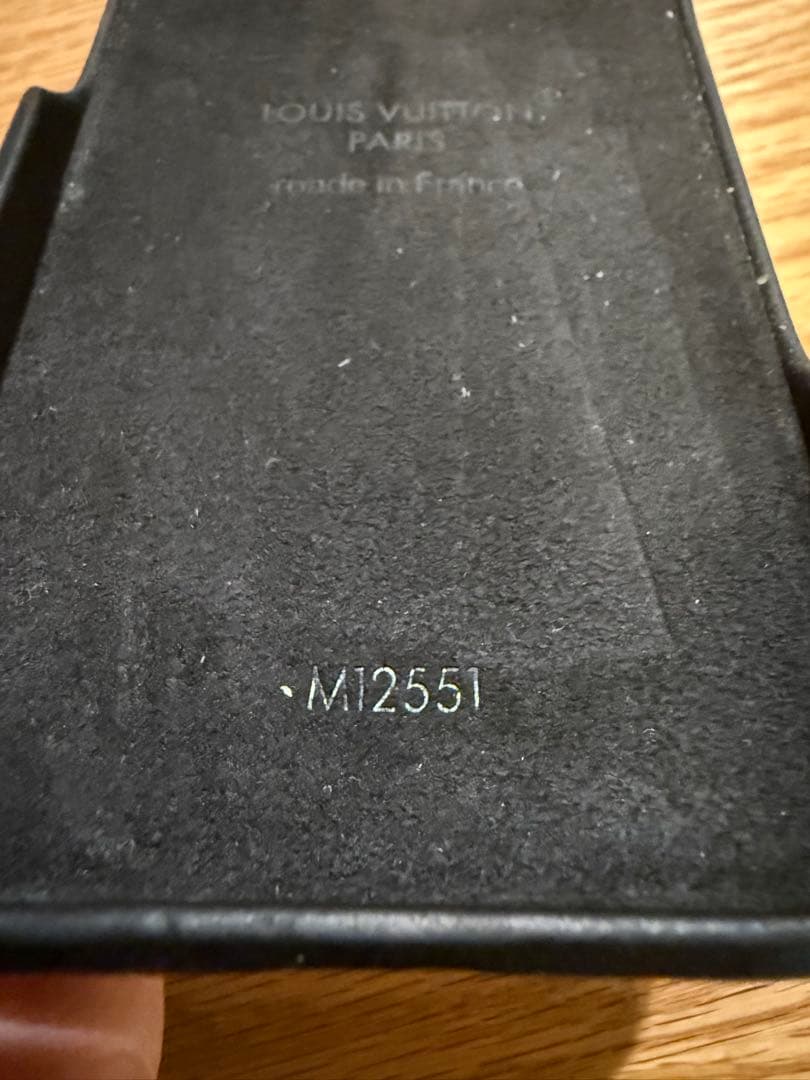 LOUIS VUITTON
PARIS
made in France
M12551